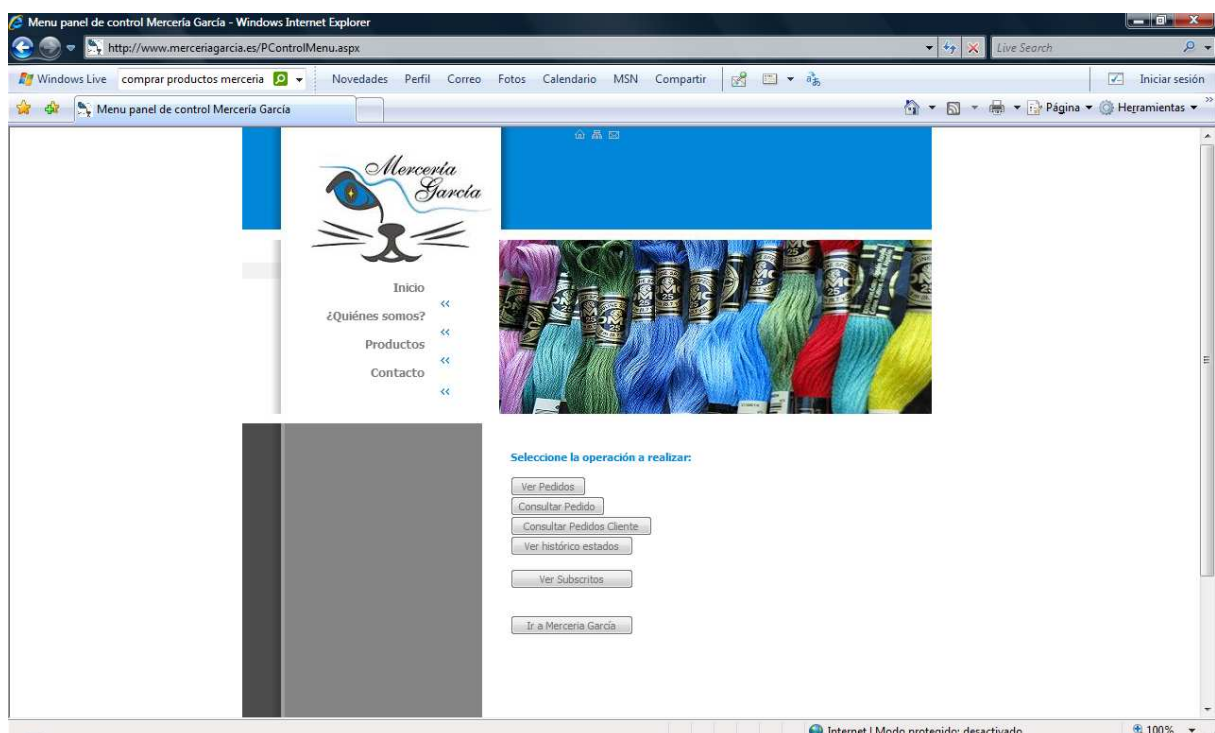 Menu panel de control Mercería García - Windows Internet Explorer
http://www.merceriagarcia.es/PControlMenu.aspx
Live Search
Windows Live comprar productos merceria Novedades Perfil Correo Fotos Calendario MSN Compartir Iniciar sesión
Menu panel de control Mercería García Página Herramientas
Mercería
García
Inicio
<<
¿Quiénes somos?
<<
Productos
<<
Contacto
<<
Seleccione la operación a realizar:
Ver Pedidos
Consultar Pedido
Consultar Pedidos Cliente
Ver histórico estados
Ver Subscritos
Ir a Merceria García
Internet | Modo protegido: desactivado 100%